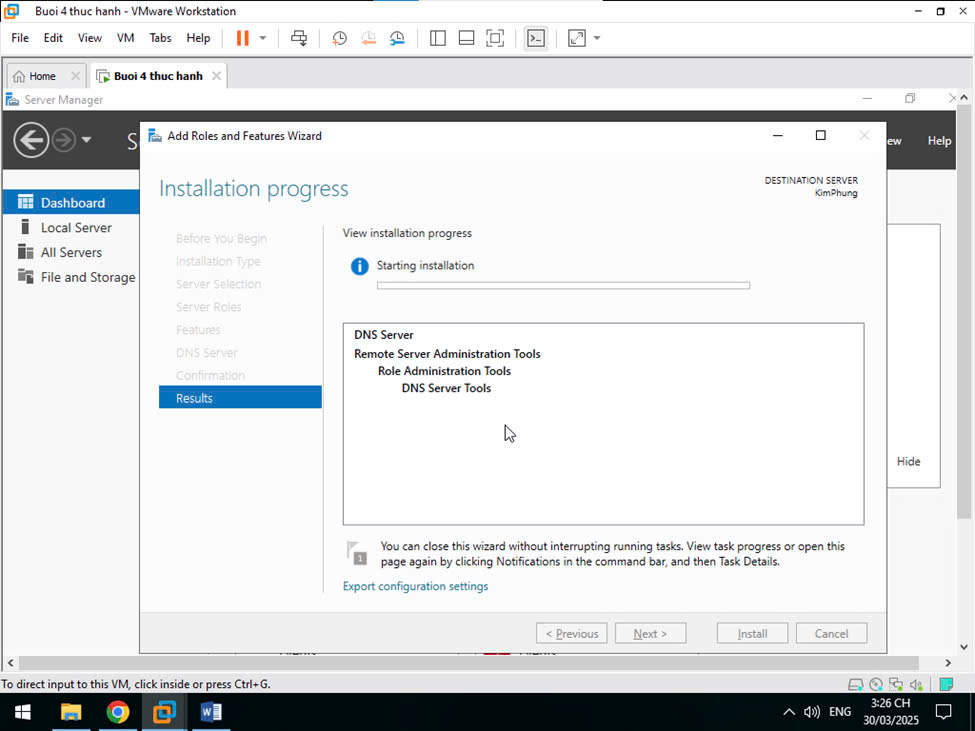 Buoi 4 thuc hanh - VMware Workstation
File Edit View VM Tabs Help
Home Buoi 4 thuc hanh
Server Manager
Add Roles and Features Wizard
Help
Installation progress
DESTINATION SERVER
KimPhung
Dashboard
Local Server
All Servers
File and Storage
Before You Begin
Installation Type
Server Selection
Server Roles
Features
DNS Server
Confirmation
Results
View installation progress
Starting installation
DNS Server
Remote Server Administration Tools
Role Administration Tools
DNS Server Tools
Hide
1
You can close this wizard without interrupting running tasks. View task progress or open this
page again by clicking Notifications in the command bar, and then Task Details.
Export configuration settings
< Previous Next > Install Cancel
To direct input to this VM, click inside or press Ctrl+G.
ENG
3:26 CH
30/03/2025